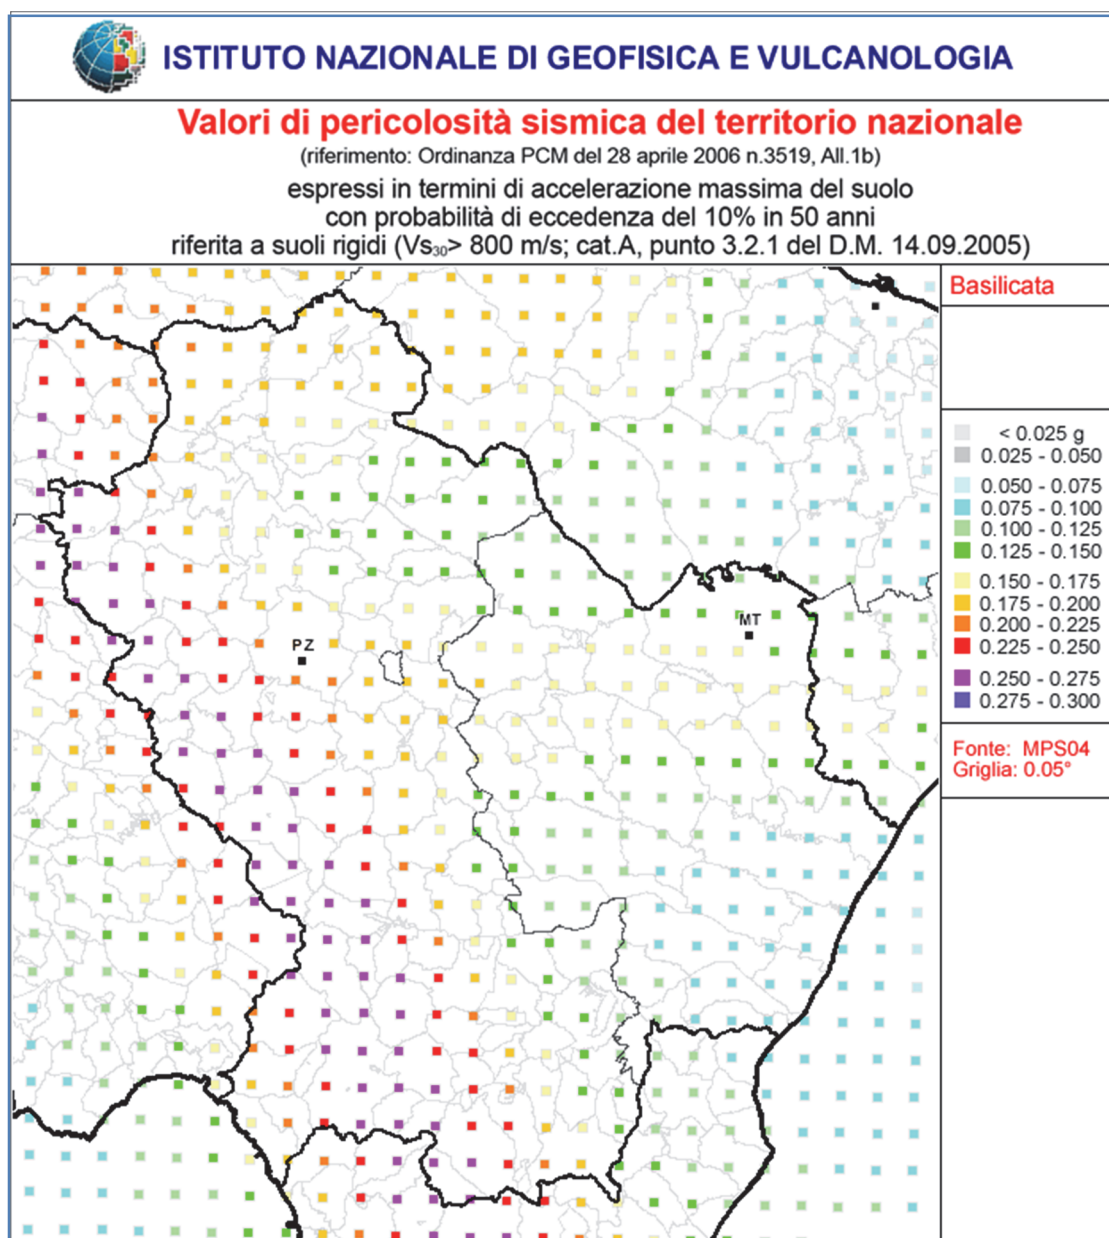 ISTITUTO NAZIONALE DI GEOFISICA E VULCANOLOGIA
Valori di pericolosità sismica del territorio nazionale
(riferimento: Ordinanza PCM del 28 aprile 2006 n.3519, All.1b)
espressi in termini di accelerazione massima del suolo
con probabilità di eccedenza del 10% in 50 anni
riferita a suoli rigidi (Vs30> 800 m/s; cat.A, punto 3.2.1 del D.M. 14.09.2005)
Basilicata
< 0.025 g
0.025 - 0.050
0.050 - 0.075
0.075 - 0.100
0.100 - 0.125
0.125 - 0.150
0.150 - 0.175
0.175 - 0.200
0.200 - 0.225
0.225 - 0.250
0.250 - 0.275
0.275 - 0.300
Fonte: MPS04
Griglia: 0.05°
MT
PZ